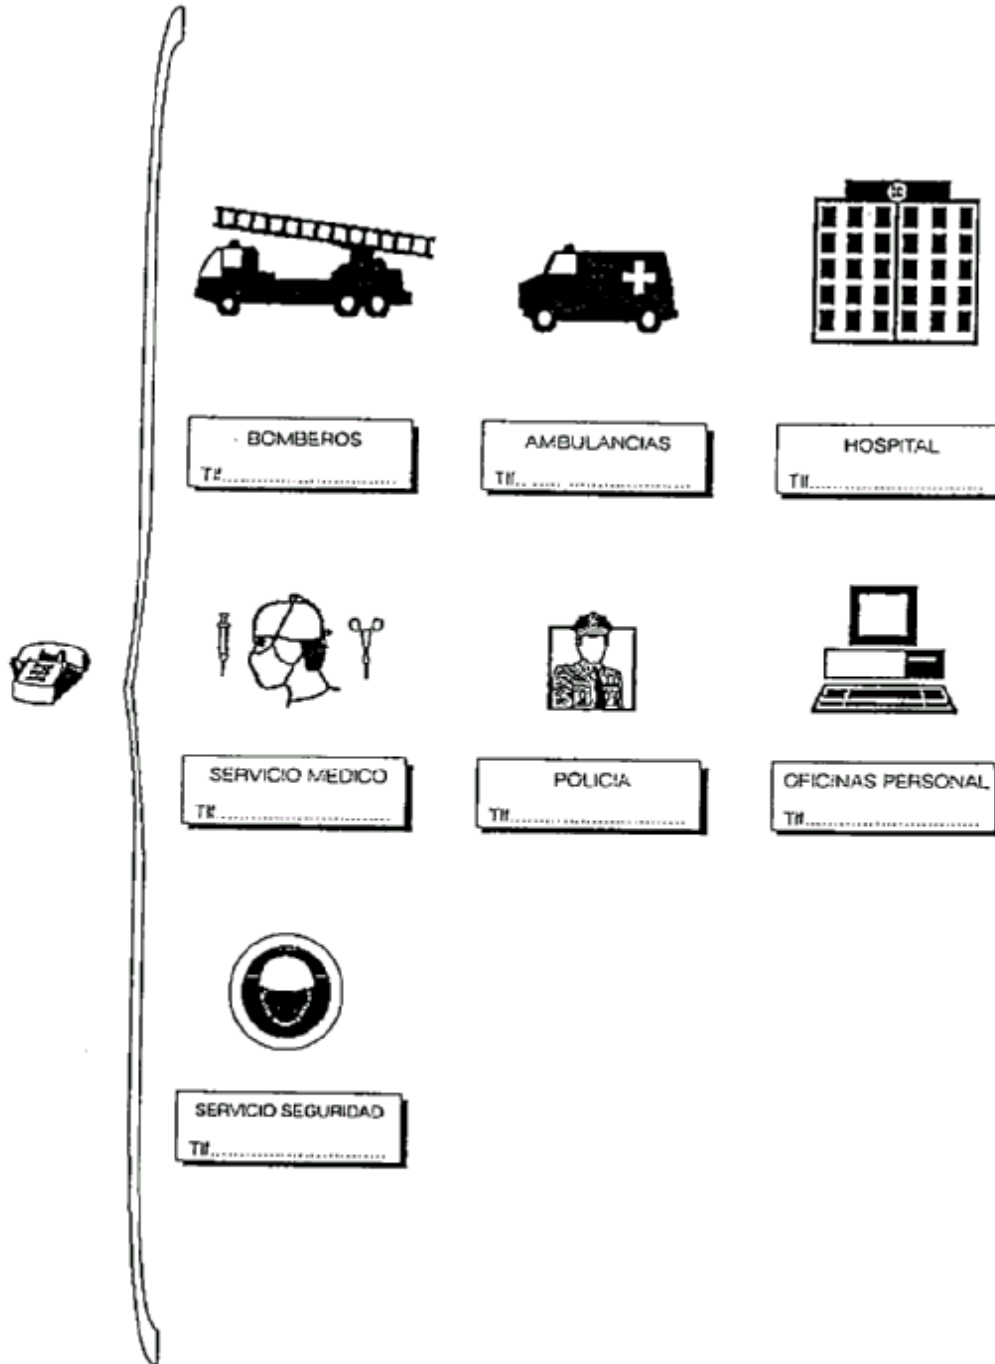 BOMBEROS
Tlf.
AMBULANCIAS
Tlf.
HOSPITAL
Tlf.
SERVICIO MEDICO
Tlf.
POLICIA
Tlf.
OFICINAS PERSONAL
Tlf.
SERVICIO SEGURIDAD
Tlf.